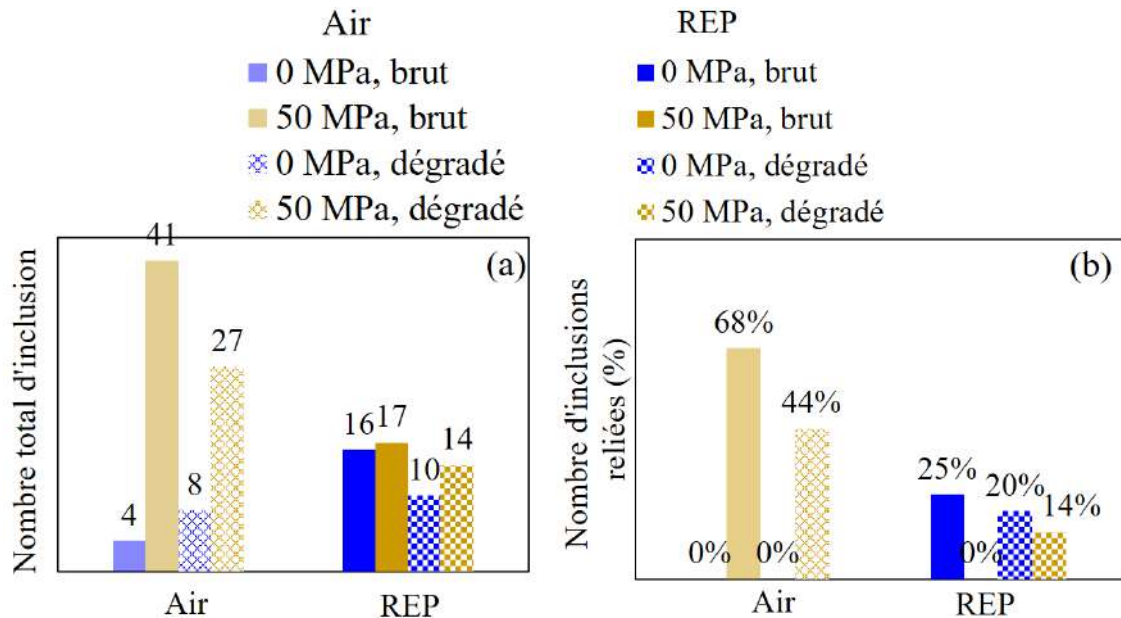 Air
0 MPa, brut
50 MPa, brut
0 MPa, dégradé
50 MPa, dégradé
REP
0 MPa, brut
50 MPa, brut
0 MPa, dégradé
50 MPa, dégradé
(a)
Nombre total d'inclusion
4
41
8
27
16
17
10
14
Air
REP
(b)
Nombre d'inclusions
reliées (%)
0%
68%
0%
44%
25%
0%
20%
14%
Air
REP